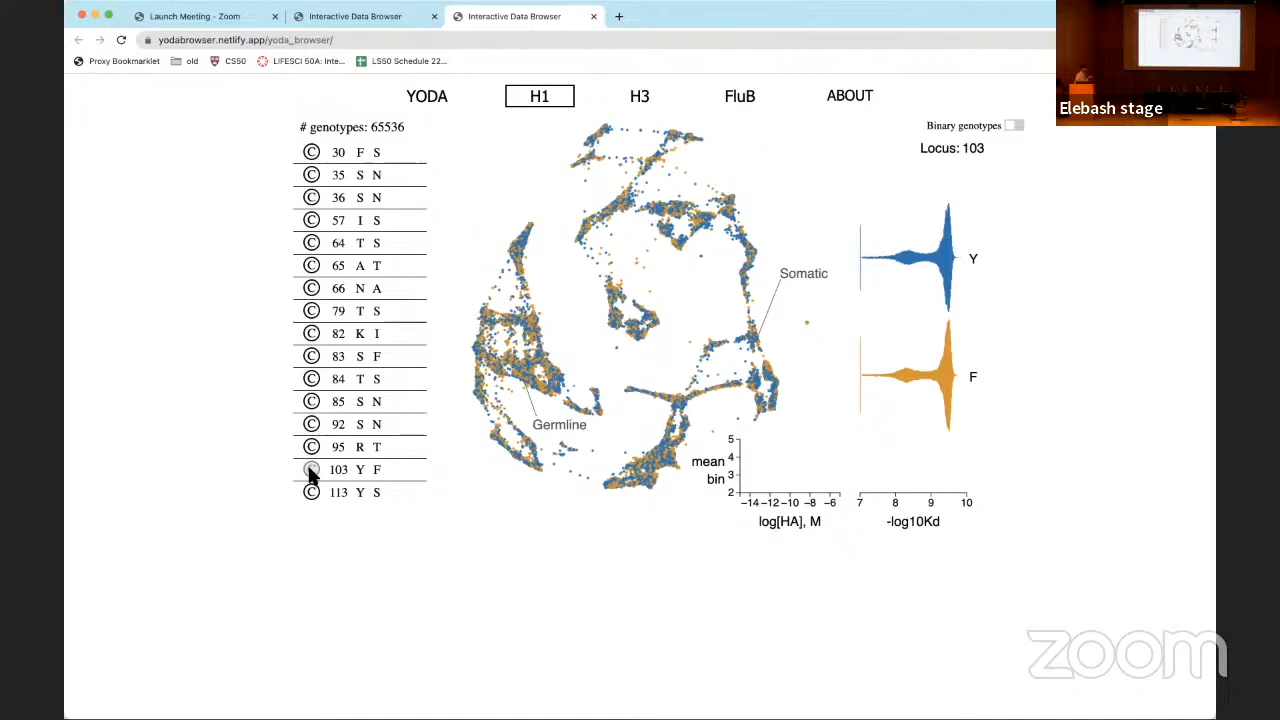 Launch Meeting - Zoom
Interactive Data Browser
Interactive Data Browser
yodabrowser.netlify.app/yoda_browser/
Proxy Bookmarklet
old
CS50
LIFESCI 50A: Inte...
LS50 Schedule 22...
Elebash stage
YODA
H1
H3
FluB
ABOUT
# genotypes: 65536
Binary genotypes
Locus: 103
C 30 F S
C 35 S N
C 36 S N
C 57 I S
C 64 T S
C 65 A T
C 66 N A
C 79 T S
C 82 K I
C 83 S F
C 84 T S
C 85 S N
C 92 S N
C 95 R T
103 Y F
C 113 Y S
Somatic
Germline
Y
F
mean
bin
5
4
3
2
−14 −12 −10 −8 −6
log[HA], M
7 8 9 10
-log10Kd
zoom